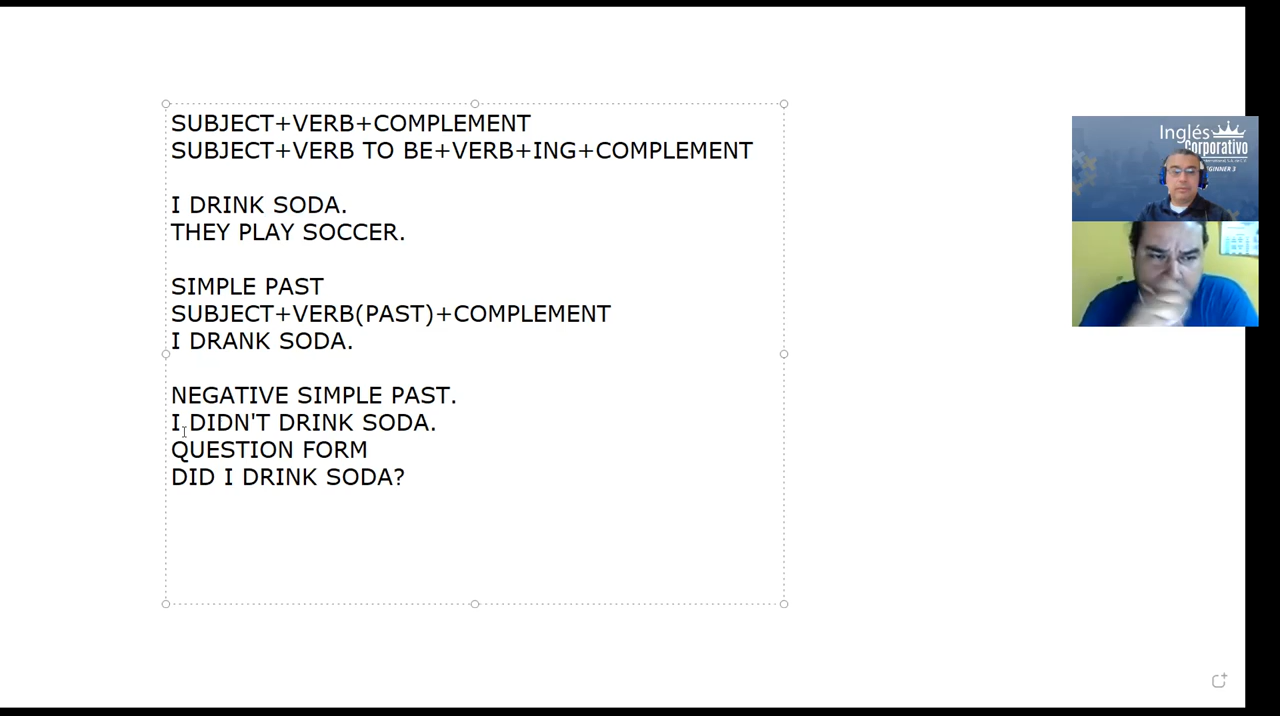 SUBJECT+VERB+COMPLEMENT
SUBJECT+VERB TO BE+VERB+ING+COMPLEMENT
I DRINK SODA.
THEY PLAY SOCCER.
SIMPLE PAST
SUBJECT+VERB(PAST)+COMPLEMENT
I DRANK SODA.
NEGATIVE SIMPLE PAST.
I DIDN'T DRINK SODA.
QUESTION FORM
DID I DRINK SODA?
Inglés
Corporativo